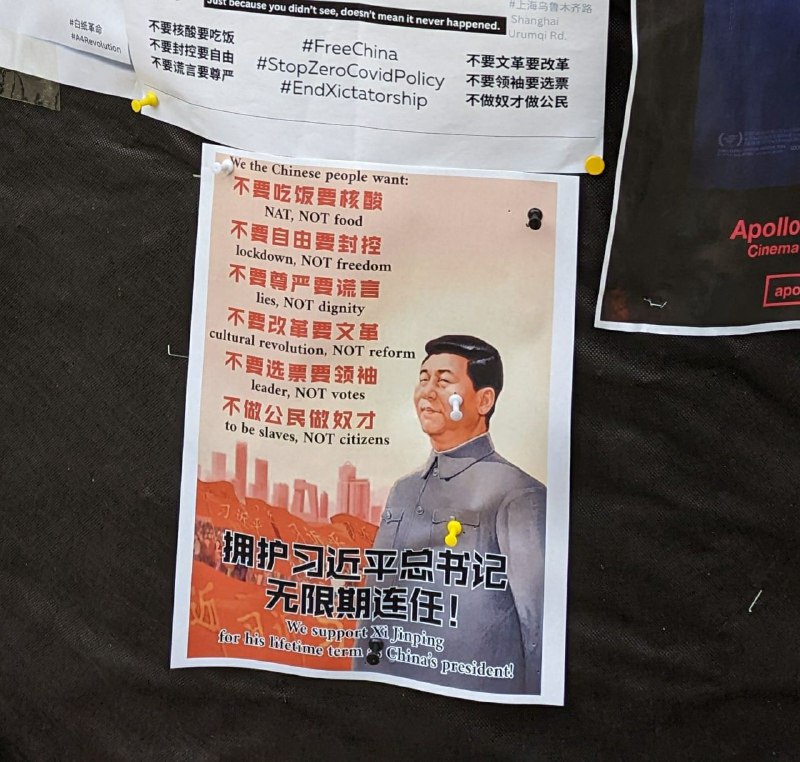 Just because you didn't see, doesn't mean it never happened.
#白纸革命
#A4Revolution
不要核酸要吃饭
不要封控要自由
不要谎言要尊严
#FreeChina
#StopZeroCovidPolicy
#EndXictatorship
不要文革要改革
不要领袖要选票
不做奴才做公民
#上海乌鲁木齐路
Shanghai
Urumqi Rd.
We the Chinese people want:
不要吃饭要核酸
NAT, NOT food
不要自由要封控
lockdown, NOT freedom
不要尊严要谎言
lies, NOT dignity
不要改革要文革
cultural revolution, NOT reform
不要选票要领袖
leader, NOT votes
不做公民做奴才
to be slaves, NOT citizens
拥护习近平总书记
无限期连任！
We support Xi Jinping
for his lifetime term China's president!
Apollo
Cinema
apo